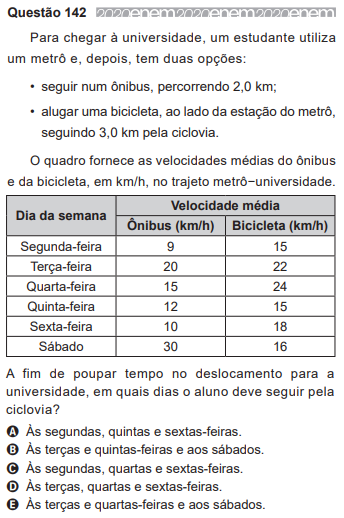 Questão 142 2020enem2020enem2020enem
Para chegar à universidade, um estudante utiliza
um metrô e, depois, tem duas opções:
• seguir num ônibus, percorrendo 2,0 km;
• alugar uma bicicleta, ao lado da estação do metrô,
seguindo 3,0 km pela ciclovia.
O quadro fornece as velocidades médias do ônibus
e da bicicleta, em km/h, no trajeto metrô–universidade.
Dia da semana Velocidade média
Ônibus (km/h) Bicicleta (km/h)
Segunda-feira 9 15
Terça-feira 20 22
Quarta-feira 15 24
Quinta-feira 12 15
Sexta-feira 10 18
Sábado 30 16
A fim de poupar tempo no deslocamento para a
universidade, em quais dias o aluno deve seguir pela
ciclovia?
A Às segundas, quintas e sextas-feiras.
B Às terças e quintas-feiras e aos sábados.
C Às segundas, quartas e sextas-feiras.
D Às terças, quartas e sextas-feiras.
E Às terças e quartas-feiras e aos sábados.